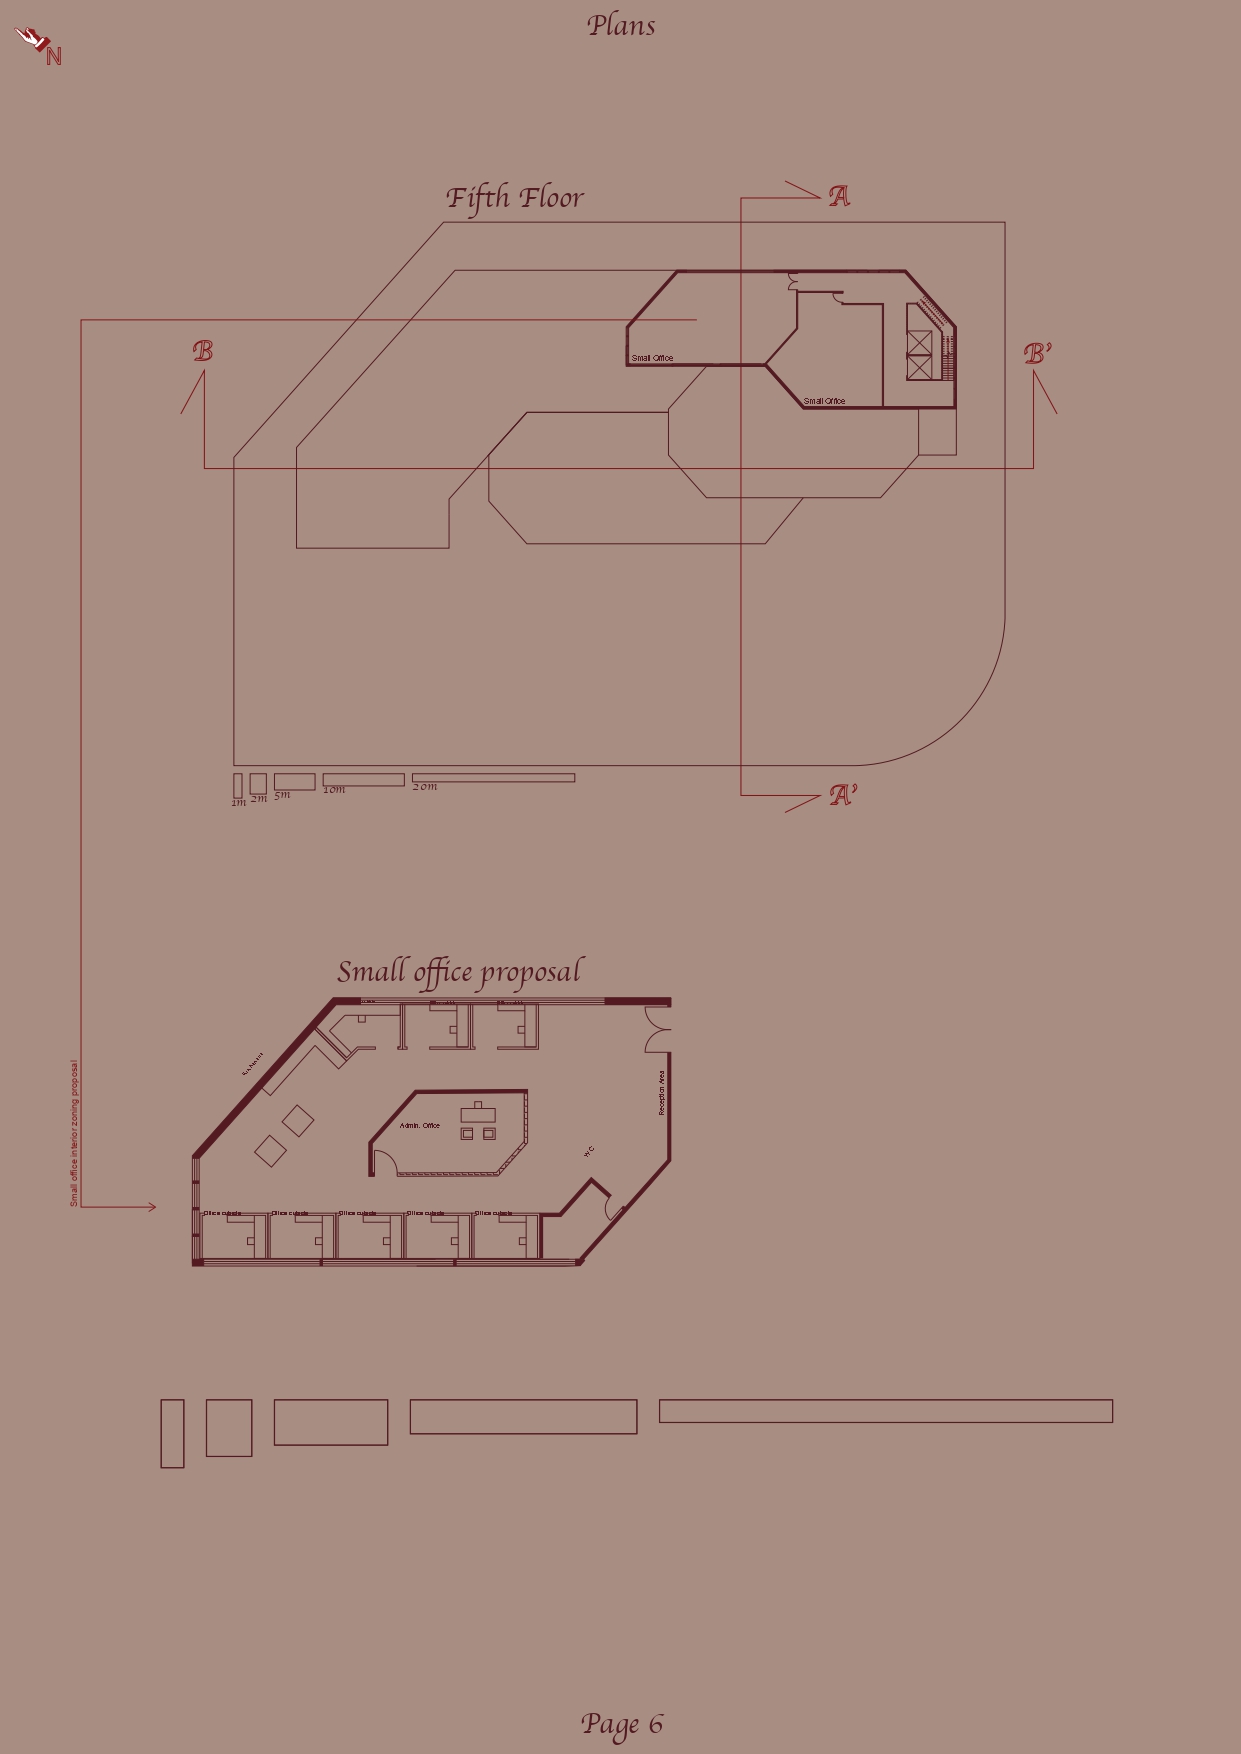 Plans
N
Fifth Floor
A
B
B'
Small Office
Small Office
1m
2m
5m
10m
20m
A'
Small office proposal
Small office interior zoning proposal
Reception Area
Admin. Office
WC
Office cubicle
Office cubicle
Office cubicle
Office cubicle
Office cubicle
Page 6